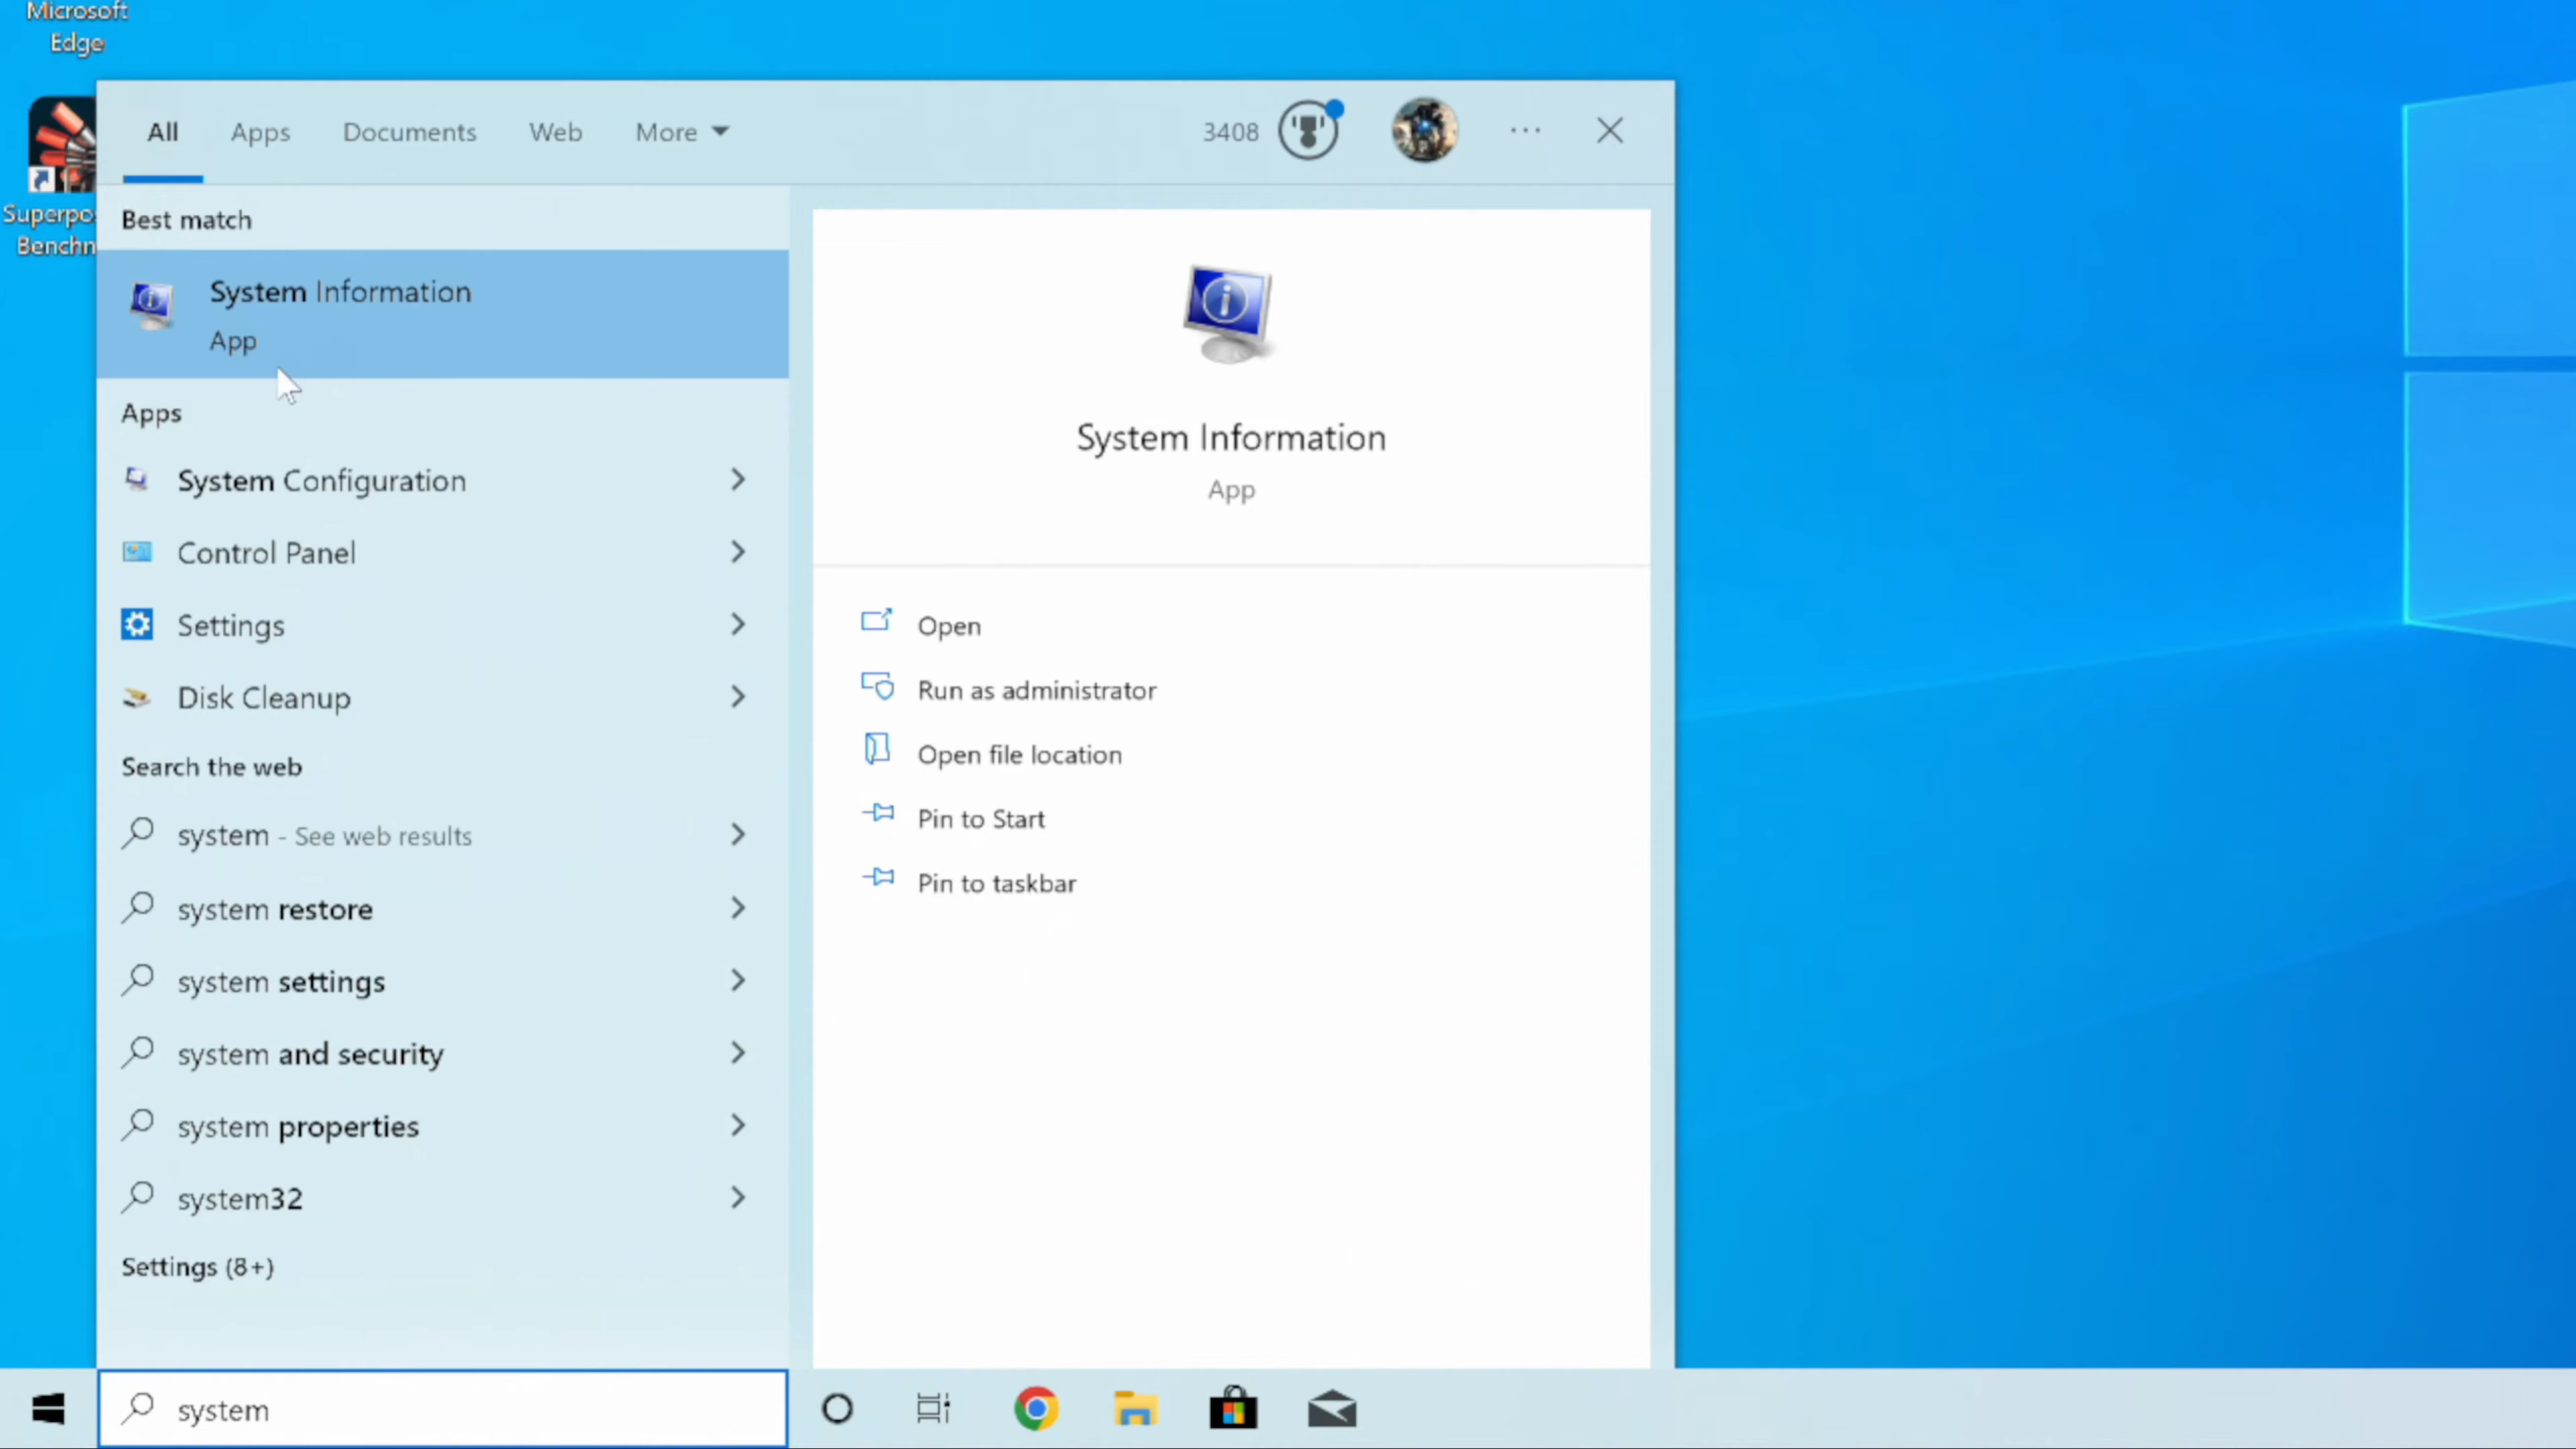 Microsoft
Edge
Superpo
Benchm
All
Apps
Documents
Web
More
3408
Best match
System Information
App
Apps
System Configuration
Control Panel
Settings
Disk Cleanup
Search the web
system - See web results
system restore
system settings
system and security
system properties
system32
Settings (8+)
System Information
App
Open
Run as administrator
Open file location
Pin to Start
Pin to taskbar
system